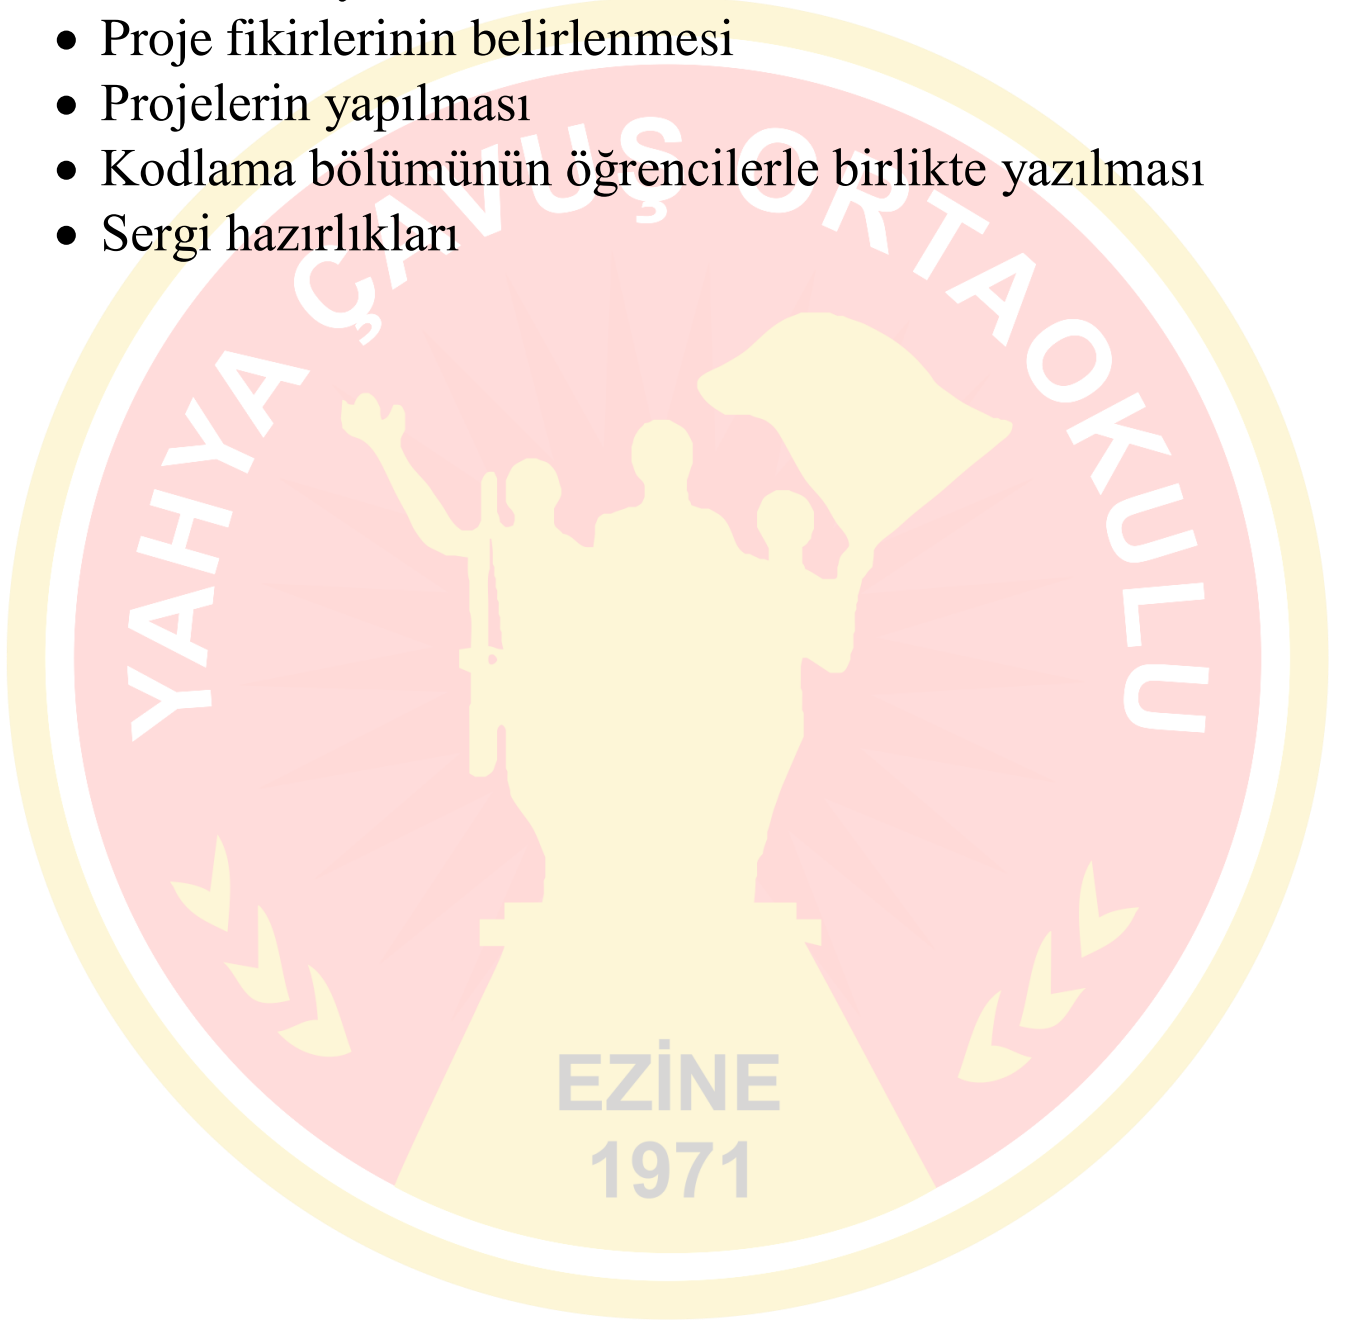 • Proje fikirlerinin belirlenmesi
• Projelerin yapılması
• Kodlama bölümünün öğrencilerle birlikte yazılması
• Sergi hazırlıkları
YAHYA ÇAVUŞ ORTAOKULU
EZİNE
1971